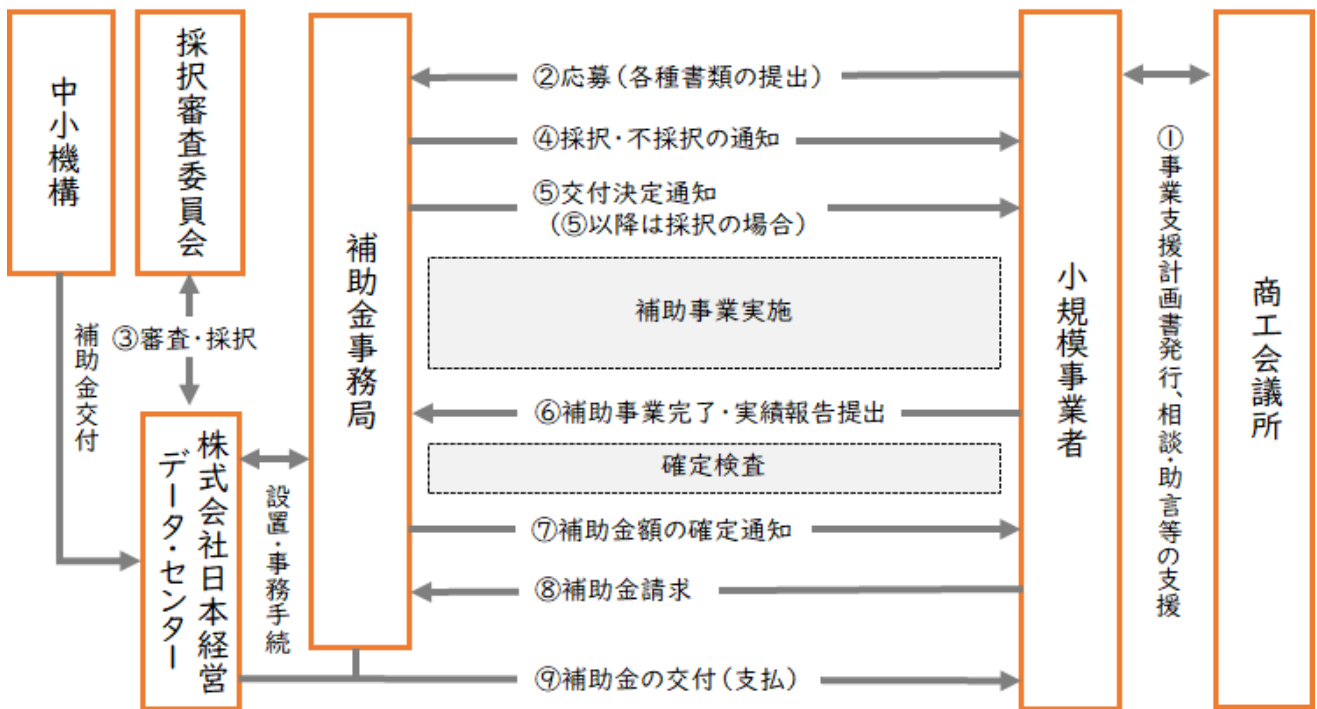 中小機構
採択審査委員会
補助金事務局
小規模事業者
商工会議所
①事業支援計画書発行、相談・助言等の支援
②応募(各種書類の提出)
④採択・不採択の通知
⑤交付決定通知
(⑤以降は採択の場合)
補助事業実施
③審査・採択
補助金交付
株式会社日本経営
データ・センター
設置・事務手続
⑥補助事業完了・実績報告提出
確定検査
⑦補助金額の確定通知
⑧補助金請求
⑨補助金の交付(支払)